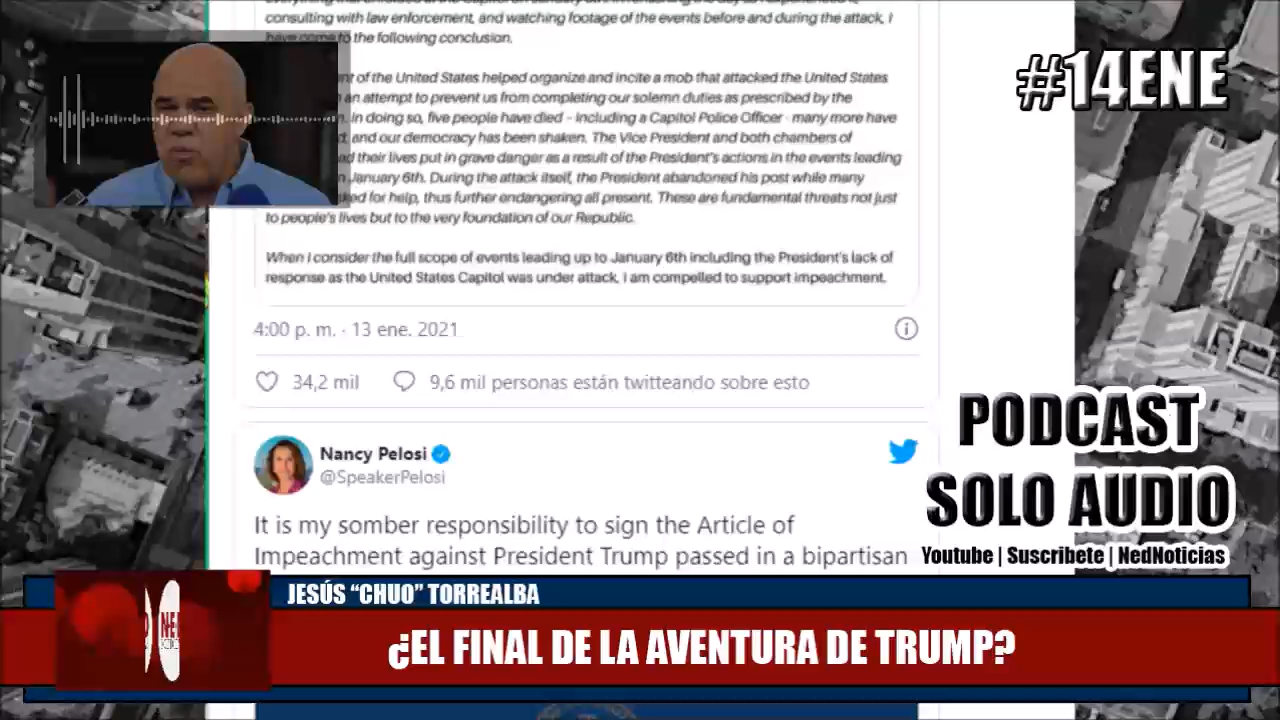 consulting with law enforcement, and watching footage of the events before and during the attack, I
have come to the following conclusion.
nt of the United States helped organize and incite a mob that attacked the United States
an attempt to prevent us from completing our solemn duties as prescribed by the
. In doing so, five people have died - including a Capitol Police Officer - many more have
, and our democracy has been shaken. The Vice President and both chambers of
ad their lives put in grave danger as a result of the President's actions in the events leading
n January 6th. During the attack itself, the President abandoned his post while many
ked for help, thus further endangering all present. These are fundamental threats not just
to people's lives but to the very foundation of our Republic.
When I consider the full scope of events leading up to January 6th including the President's lack of
response as the United States Capitol was under attack, I am compelled to support impeachment.
4:00 p. m. · 13 ene. 2021
34,2 mil
9,6 mil personas están twitteando sobre esto
Nancy Pelosi
@SpeakerPelosi
It is my somber responsibility to sign the Article of
Impeachment against President Trump passed in a bipartisan
#14ENE
PODCAST
SOLO AUDIO
Youtube | Suscribete | NedNoticias
JESÚS “CHUO” TORREALBA
¿EL FINAL DE LA AVENTURA DE TRUMP?